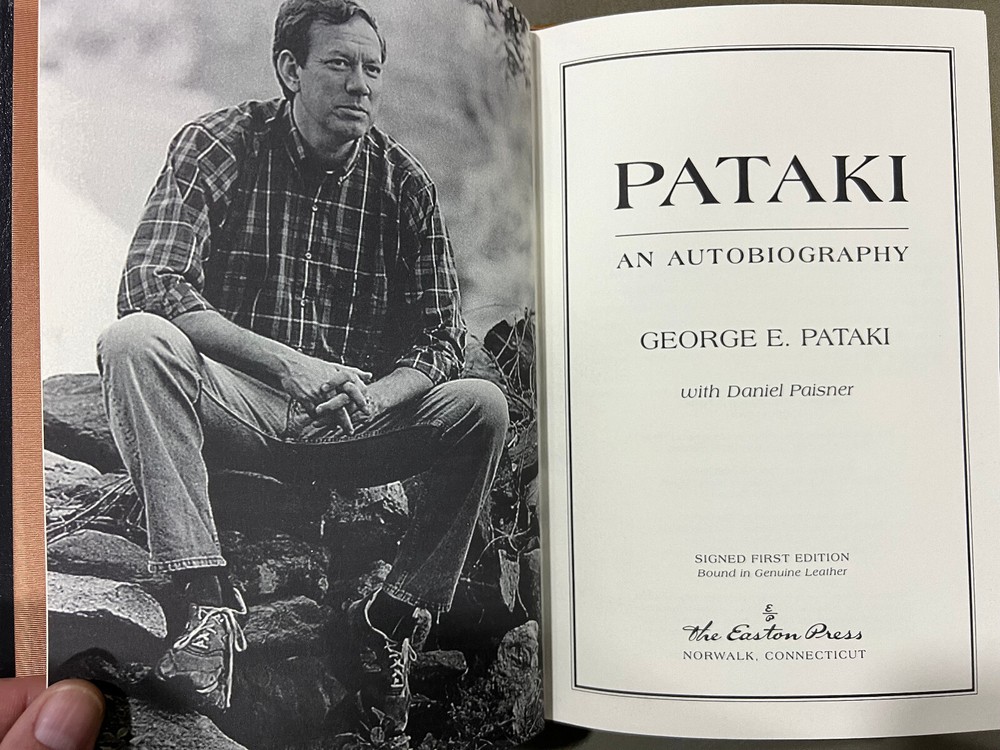 PATAKI
AN AUTOBIOGRAPHY
GEORGE E. PATAKI
with Daniel Paisner
SIGNED FIRST EDITION
Bound in Genuine Leather
E
P
the Easton Press
NORWALK, CONNECTICUT